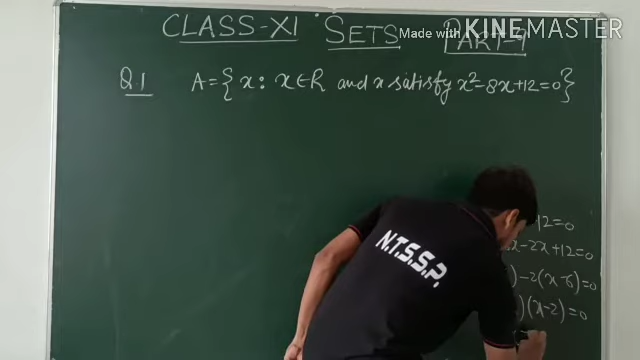 CLASS-XI SETS PART-1
Made with KINEMASTER
Q.1 A={x: x∈R and x satisfy x²-8x+12=0}
12=0
x-2x+12=0
)-2(x-6)=0
)(x-2)=0
N.T.S.S.P.